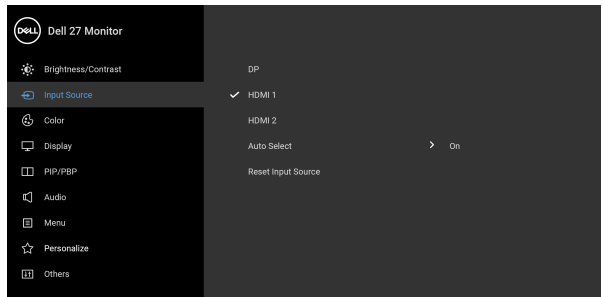 DELL Dell 27 Monitor
Brightness/Contrast
Input Source
Color
Display
PIP/PBP
Audio
Menu
Personalize
Others
DP
HDMI 1
HDMI 2
Auto Select On
Reset Input Source